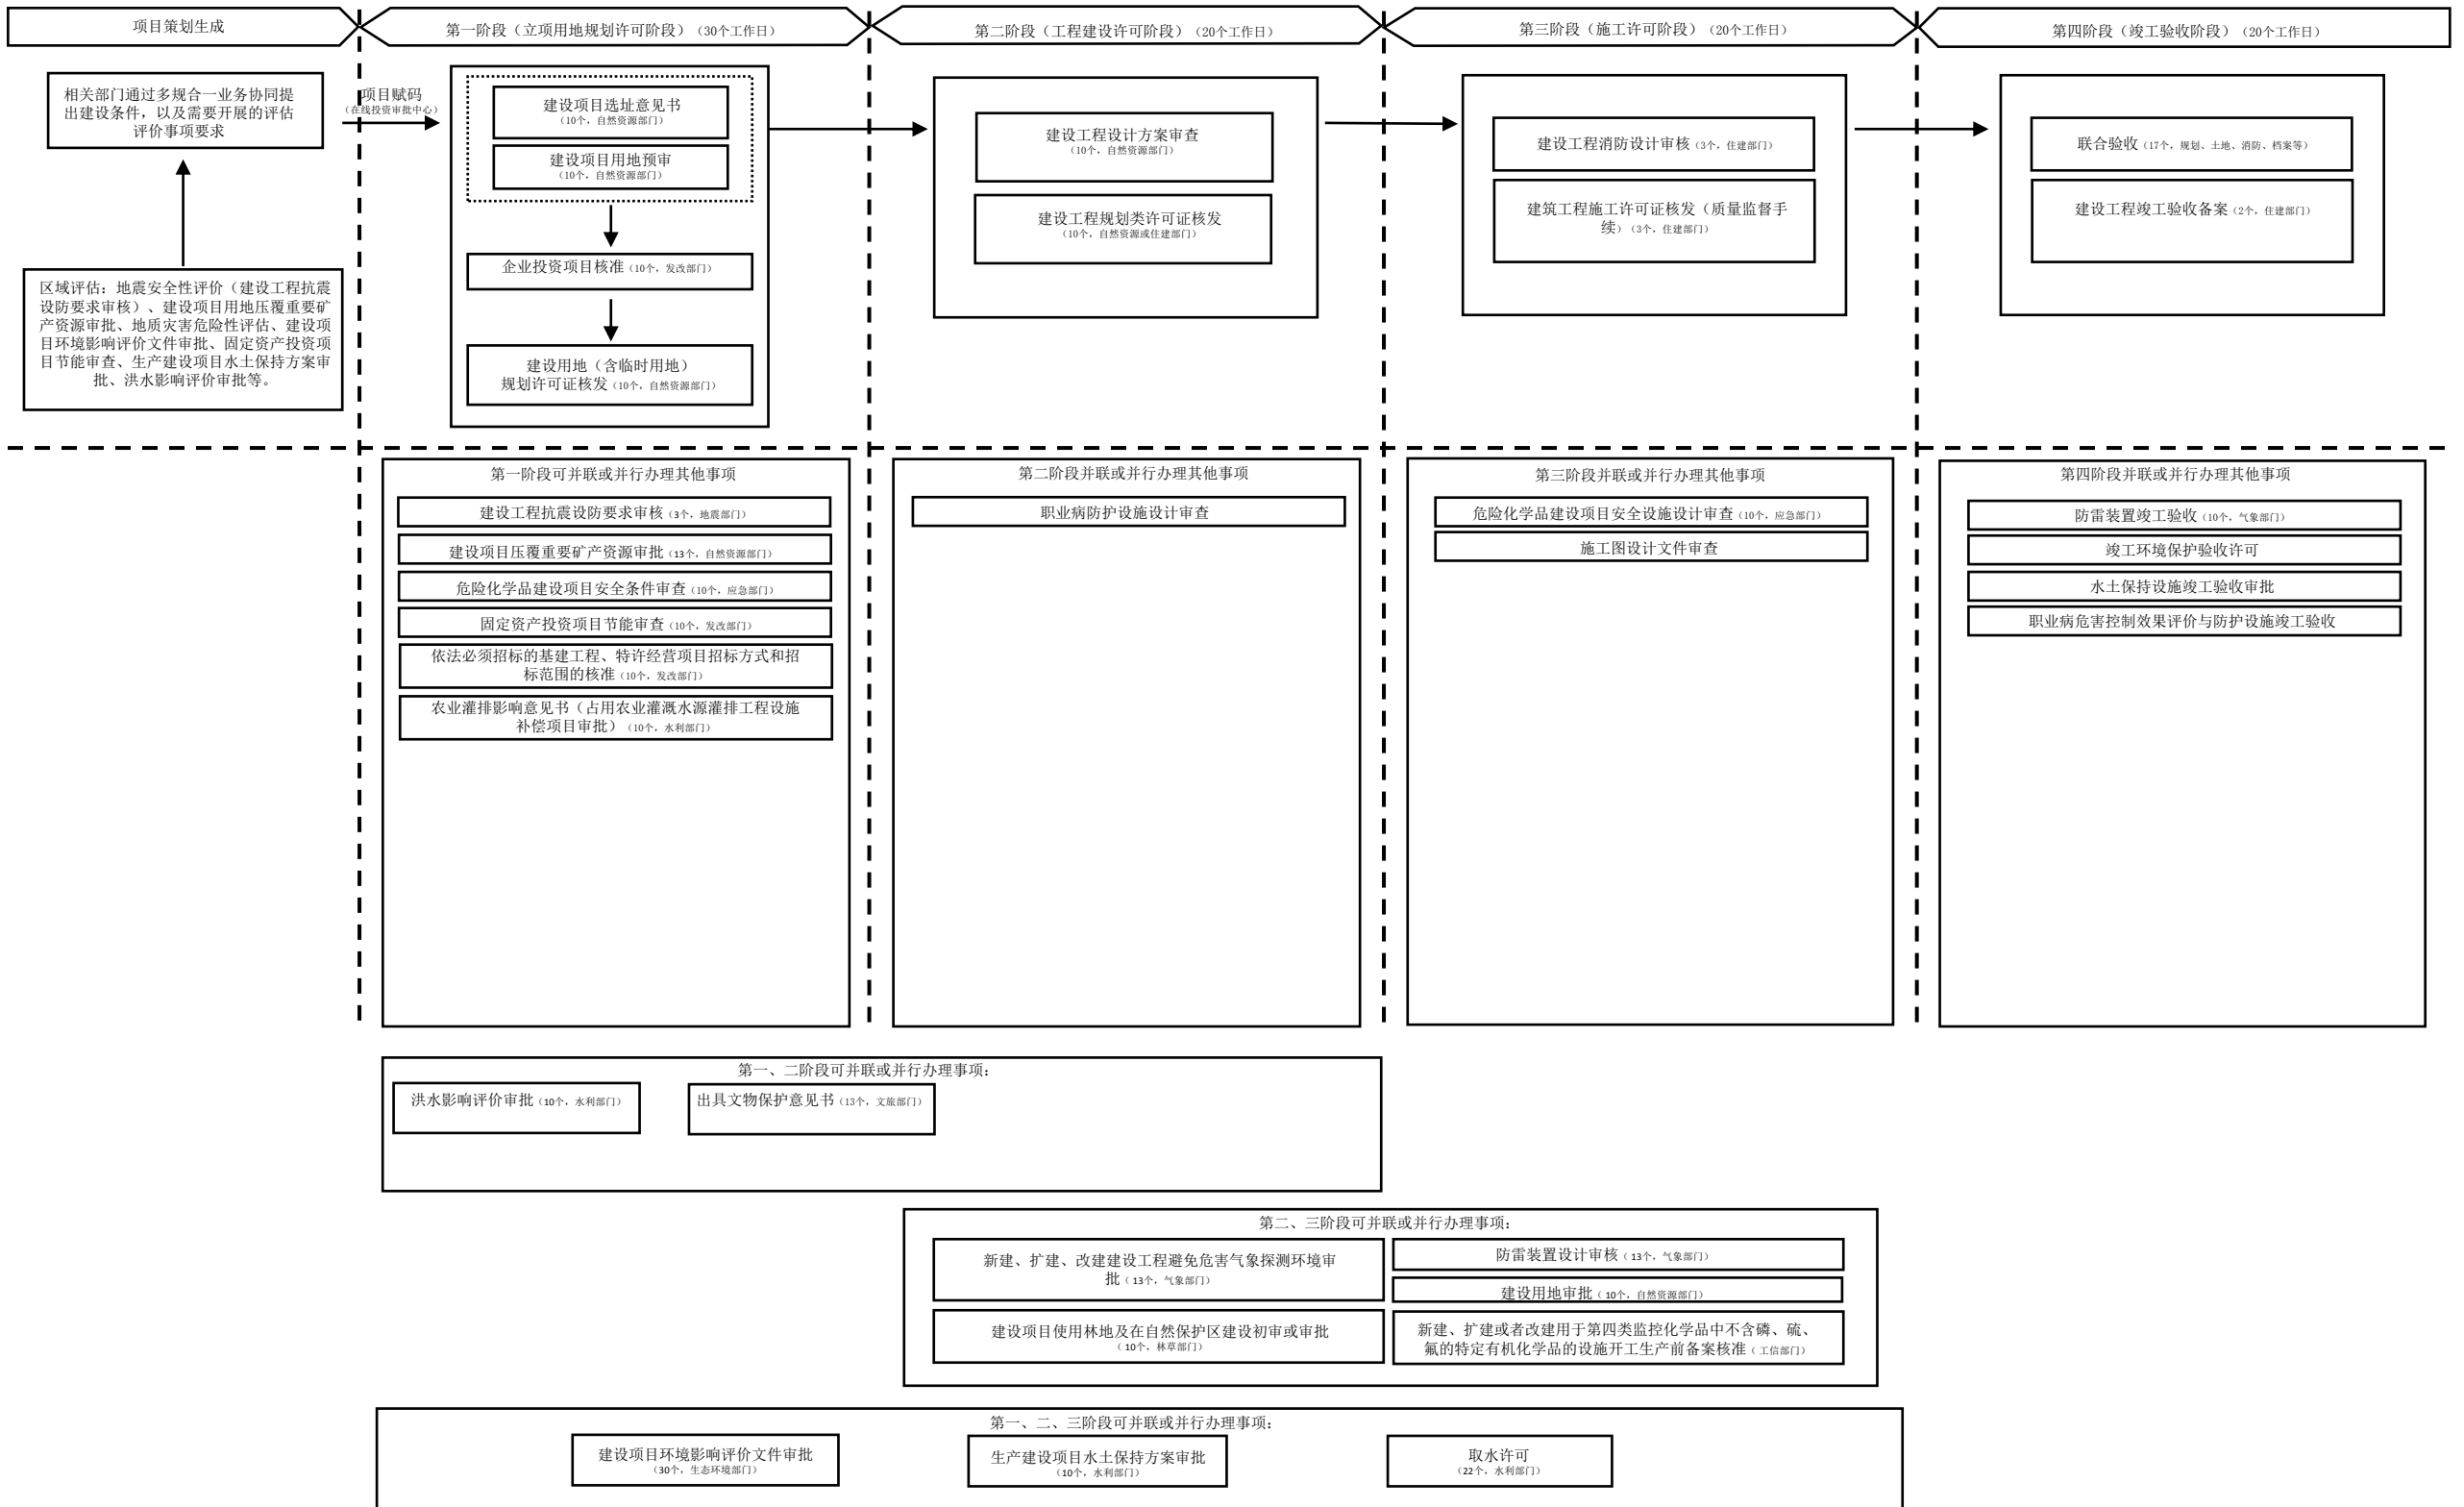 项目策划生成
第一阶段（立项用地规划许可阶段）（30个工作日）
第二阶段（工程建设许可阶段）（20个工作日）
第三阶段（施工许可阶段）（20个工作日）
第四阶段（竣工验收阶段）（20个工作日）
相关部门通过多规合一业务协同提
出建设条件，以及需要开展的评估
评价事项要求
区域评估：地震安全性评价（建设工程抗震
设防要求审核）、建设项目用地压覆重要矿
产资源审批、地质灾害危险性评估、建设项
目环境影响评价文件审批、固定资产投资项
目节能审查、生产建设项目水土保持方案审
批、洪水影响评价审批等。
项目赋码
（在线投资审批中心）
建设项目选址意见书
（10个，自然资源部门）
建设项目用地预审
（10个，自然资源部门）
企业投资项目核准（10个，发改部门）
建设用地（含临时用地）
规划许可证核发（10个，自然资源部门）
建设工程设计方案审查
（10个，自然资源部门）
建设工程规划类许可证核发
（10个，自然资源或住建部门）
建设工程消防设计审核（3个，住建部门）
建筑工程施工许可证核发（质量监督手
续）（3个，住建部门）
联合验收（17个，规划、土地、消防、档案等）
建设工程竣工验收备案（2个，住建部门）
第一阶段可并联或并行办理其他事项
建设工程抗震设防要求审核（3个，地震部门）
建设项目压覆重要矿产资源审批（13个，自然资源部门）
危险化学品建设项目安全条件审查（10个，应急部门）
固定资产投资项目节能审查（10个，发改部门）
依法必须招标的基建工程、特许经营项目招标方式和招
标范围的核准（10个，发改部门）
农业灌排影响意见书（占用农业灌溉水源灌排工程设施
补偿项目审批）（10个，水利部门）
第二阶段并联或并行办理其他事项
职业病防护设施设计审查
第三阶段并联或并行办理其他事项
危险化学品建设项目安全设施设计审查（10个，应急部门）
施工图设计文件审查
第四阶段并联或并行办理其他事项
防雷装置竣工验收（10个，气象部门）
竣工环境保护验收许可
水土保持设施竣工验收审批
职业病危害控制效果评价与防护设施竣工验收
第一、二阶段可并联或并行办理事项：
洪水影响评价审批（10个，水利部门）
出具文物保护意见书（13个，文旅部门）
第二、三阶段可并联或并行办理事项：
新建、扩建、改建建设工程避免危害气象探测环境审
批（ 13个，气象部门）
防雷装置设计审核（ 13个，气象部门）
建设用地审批（ 10个，自然资源部门）
建设项目使用林地及在自然保护区建设初审或审批
（ 10个，林草部门）
新建、扩建或者改建用于第四类监控化学品中不含磷、硫、
氟的特定有机化学品的设施开工生产前备案核准（ 工信部门）
第一、二、三阶段可并联或并行办理事项：
建设项目环境影响评价文件审批
（30个，生态环境部门）
生产建设项目水土保持方案审批
（10个，水利部门）
取水许可
（22个，水利部门）